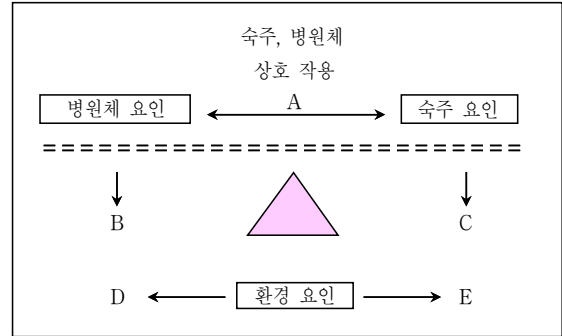 숙주, 병원체
상호 작용
병원체 요인
A
숙주 요인
B
C
D
환경 요인
E